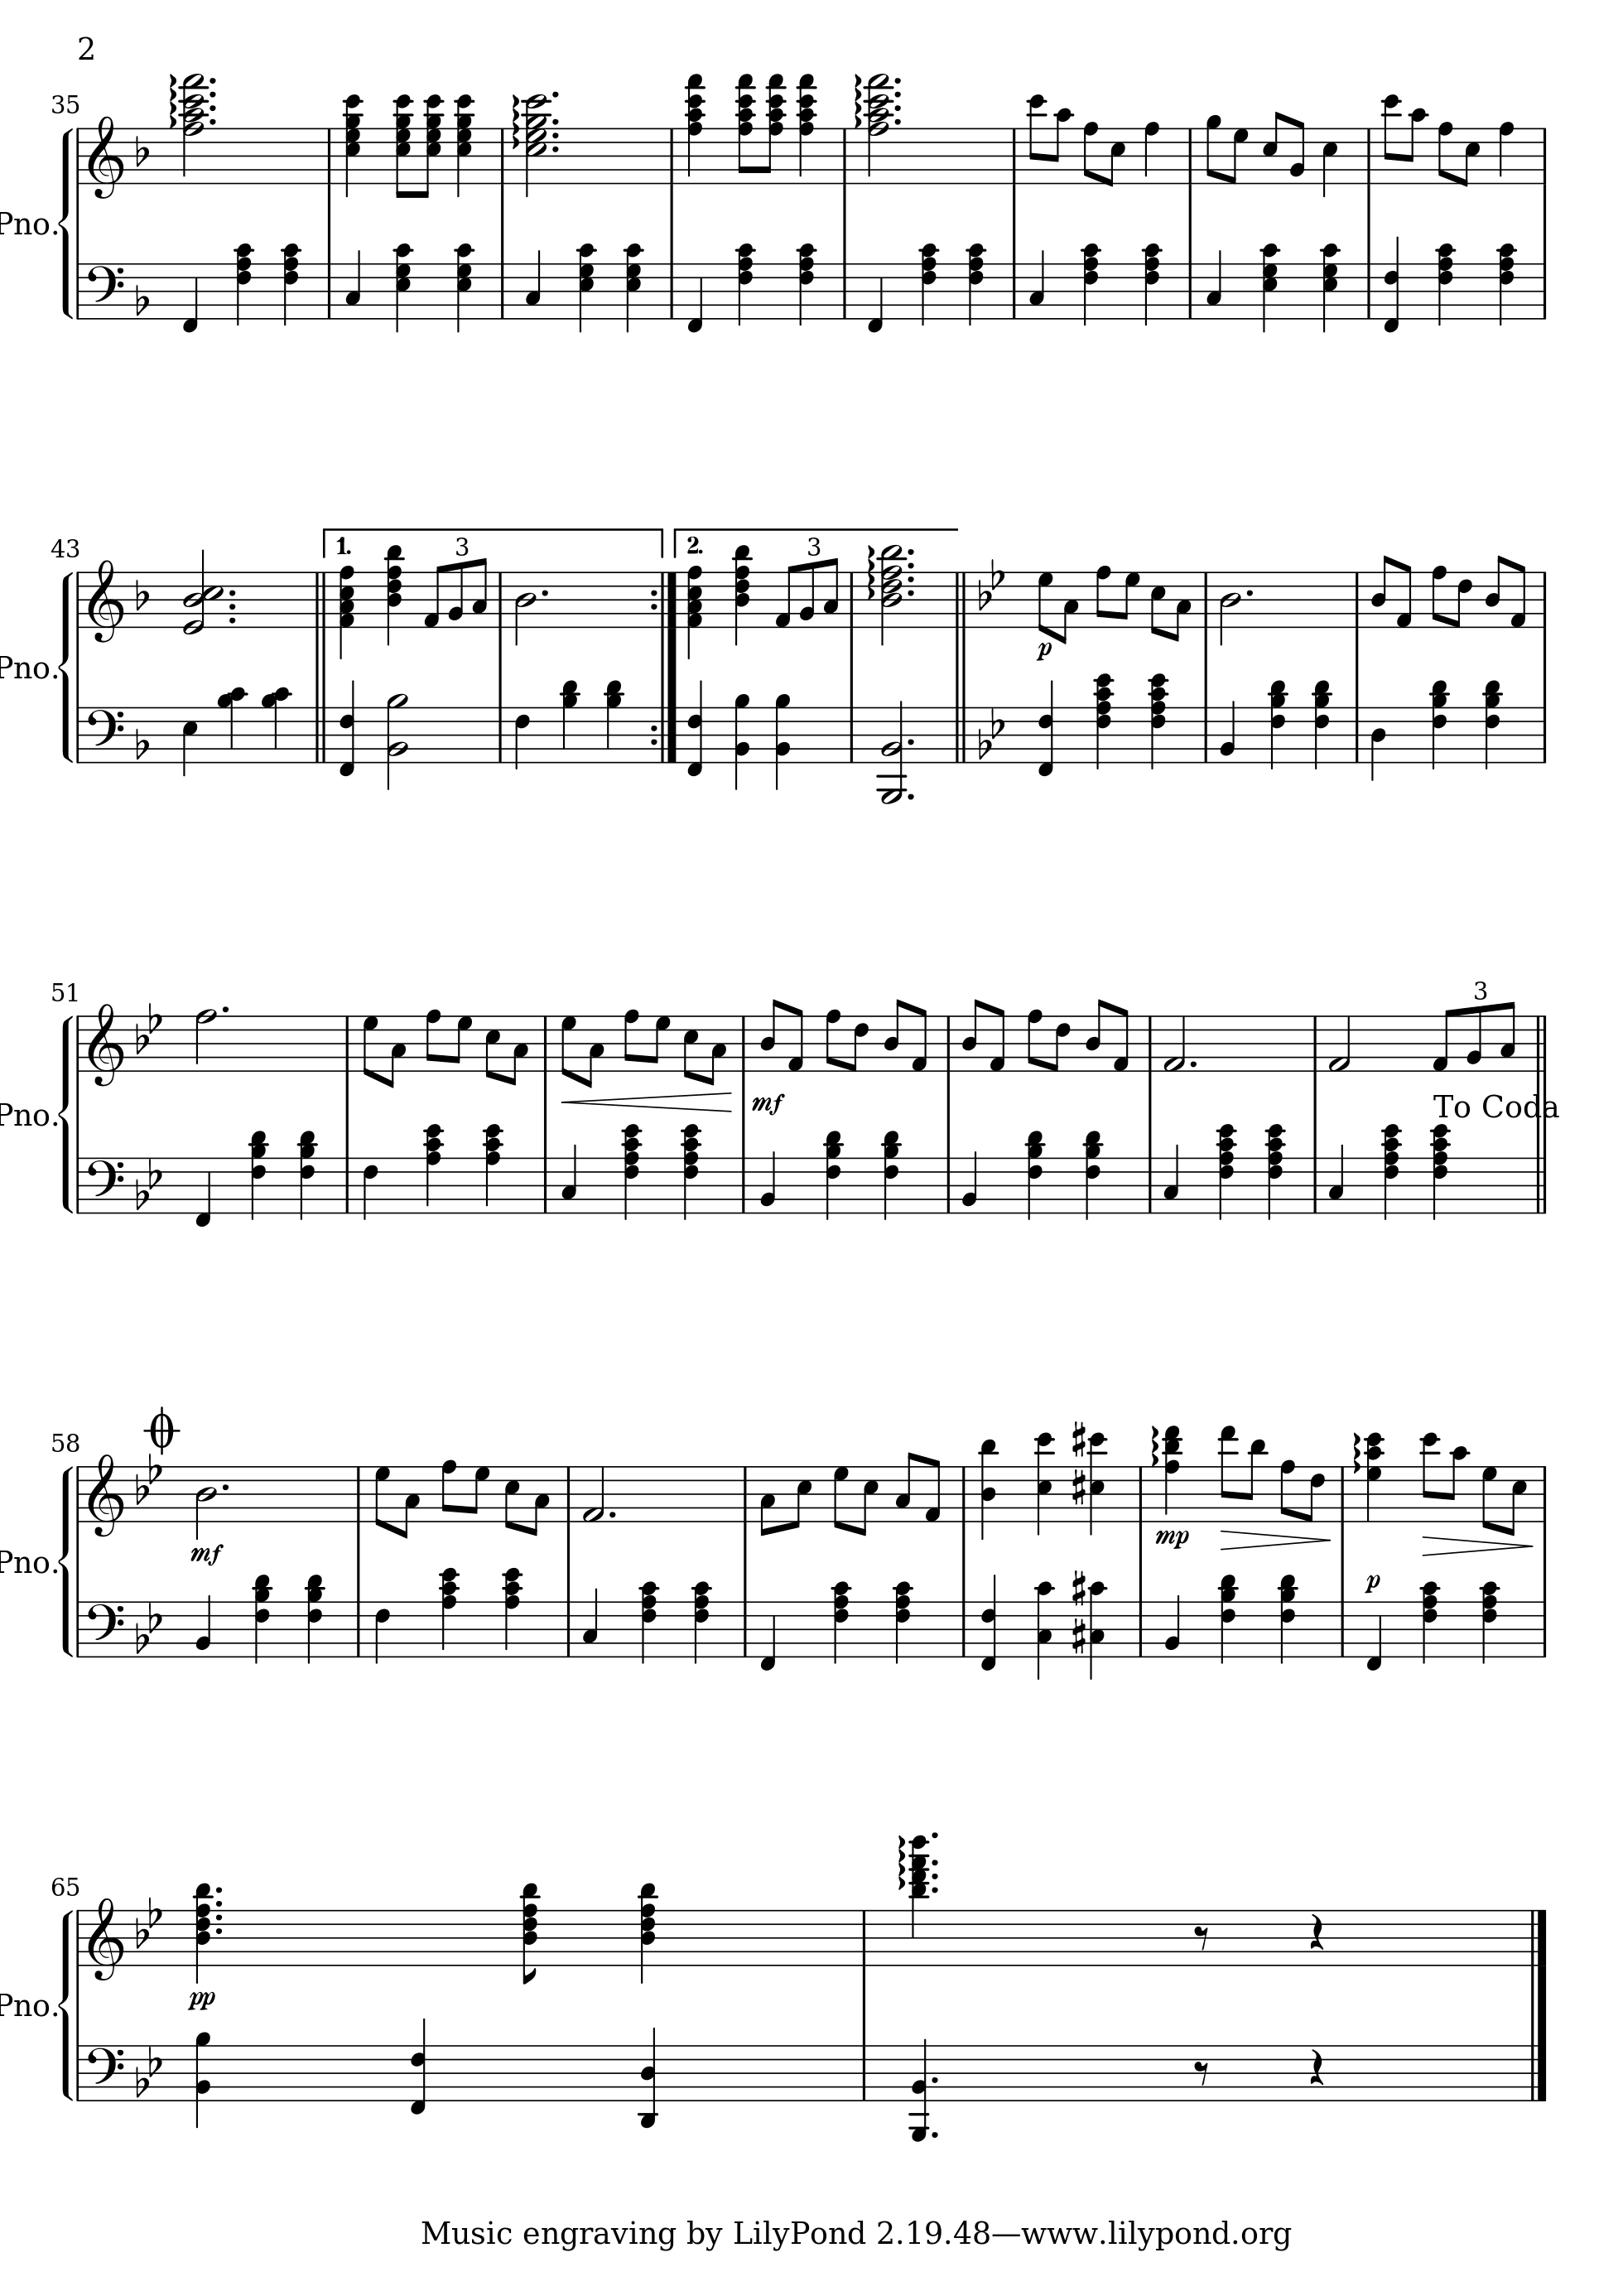 2
35
Pno.
43
1.
3
2.
3
Pno.
p
51
3
Pno.
mf
To Coda
58
Pno.
mf
mp
p
65
Pno.
pp
Music engraving by LilyPond 2.19.48—www.lilypond.org